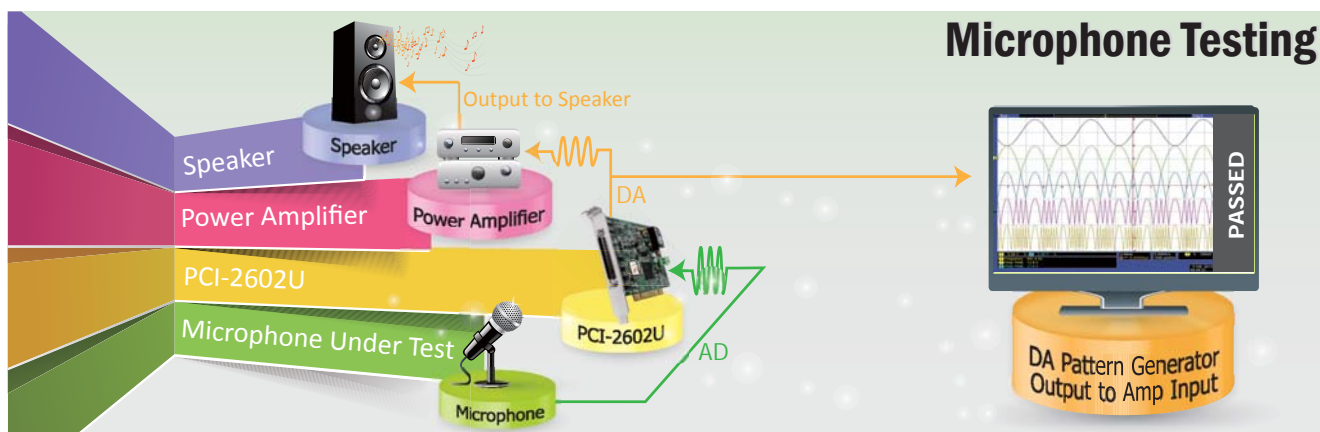 Microphone Testing
Output to Speaker
Speaker
Speaker
DA
Power Amplifier
Power Amplifier
PCI-2602U
PCI-2602U
AD
Microphone Under Test
Microphone
PASSED
DA Pattern Generator
Output to Amp Input